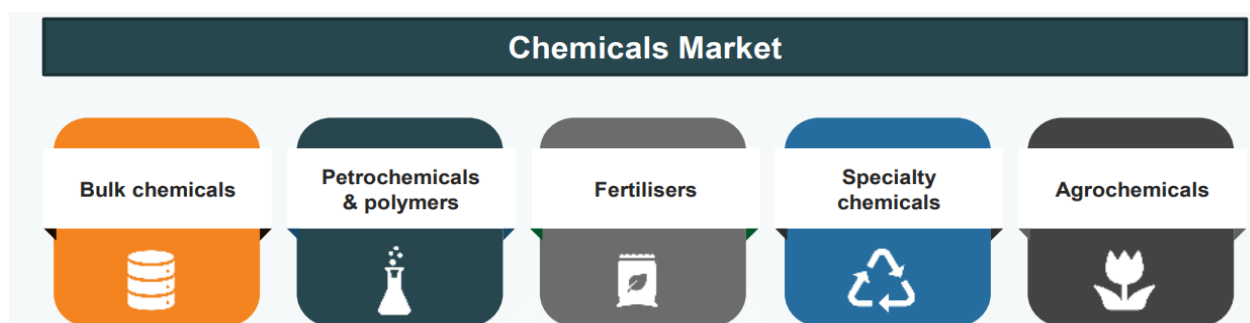 Chemicals Market
Bulk chemicals
Petrochemicals
& polymers
Fertilisers
Specialty
chemicals
Agrochemicals